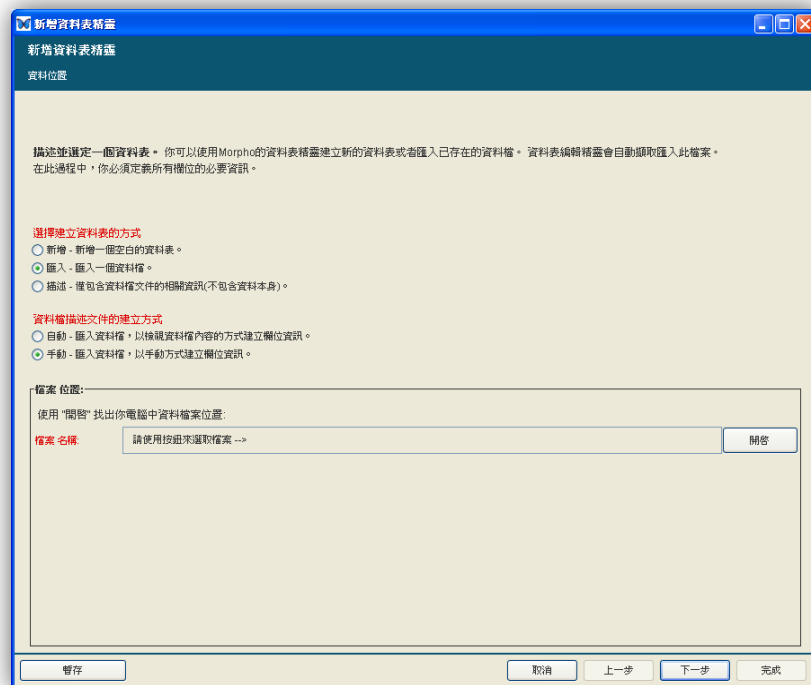 新增資料表精靈
新增資料表精靈
資料位置
描述並選定一個資料表。 你可以使用Morpho的資料表精靈建立新的資料表或者匯入已存在的資料檔。 資料表編輯精靈會自動擷取匯入此檔案。
在此過程中，你必須定義所有欄位的必要資訊。
選擇建立資料表的方式
新增 - 新增一個空白的資料表。
匯入 - 匯入一個資料檔。
描述 - 僅包含資料檔文件的相關資訊(不包含資料本身)。
資料檔描述文件的建立方式
自動 - 匯入資料檔，以檢視資料檔內容的方式建立欄位資訊。
手動 - 匯入資料檔，以手動方式建立欄位資訊。
檔案 位置:
使用 "開啓" 找出你電腦中資料檔案位置:
檔案 名稱: 請使用按鈕來選取檔案 --> 開啓
暫存 取消 上一步 下一步 完成